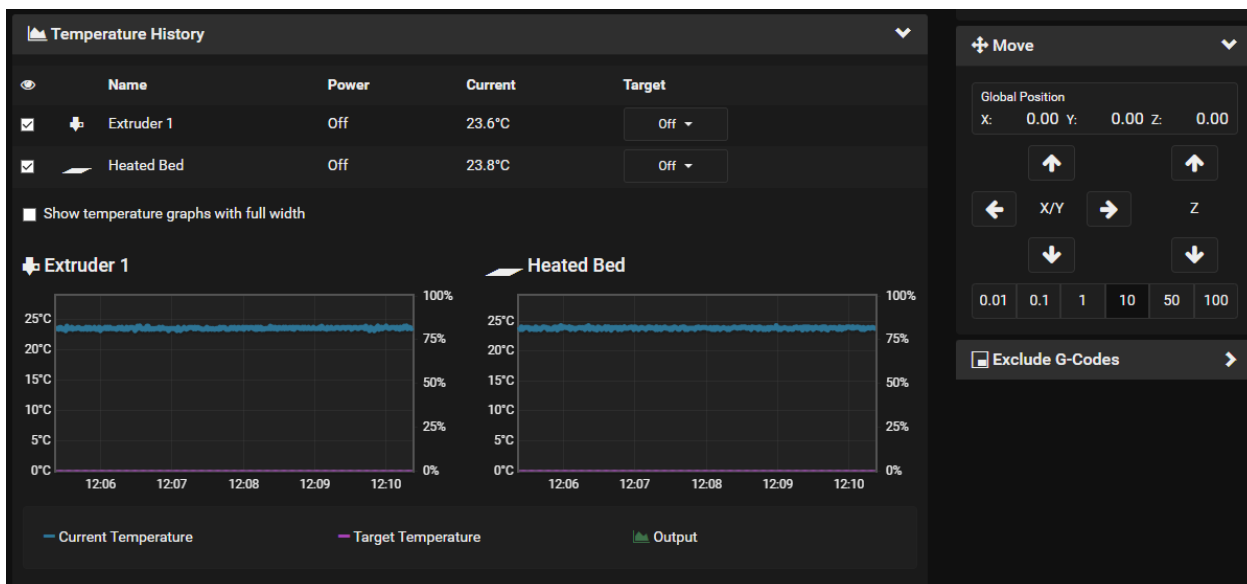 Temperature History
Name Power Current Target
Extruder 1 Off 23.6°C Off
Heated Bed Off 23.8°C Off
Show temperature graphs with full width
Extruder 1
25°C
20°C
15°C
10°C
5°C
0°C
100%
75%
50%
25%
0%
12:06 12:07 12:08 12:09 12:10
Heated Bed
25°C
20°C
15°C
10°C
5°C
0°C
100%
75%
50%
25%
0%
12:06 12:07 12:08 12:09 12:10
Current Temperature Target Temperature Output
Move
Global Position
X: 0.00 Y: 0.00 Z: 0.00
X/Y Z
0.01 0.1 1 10 50 100
Exclude G-Codes